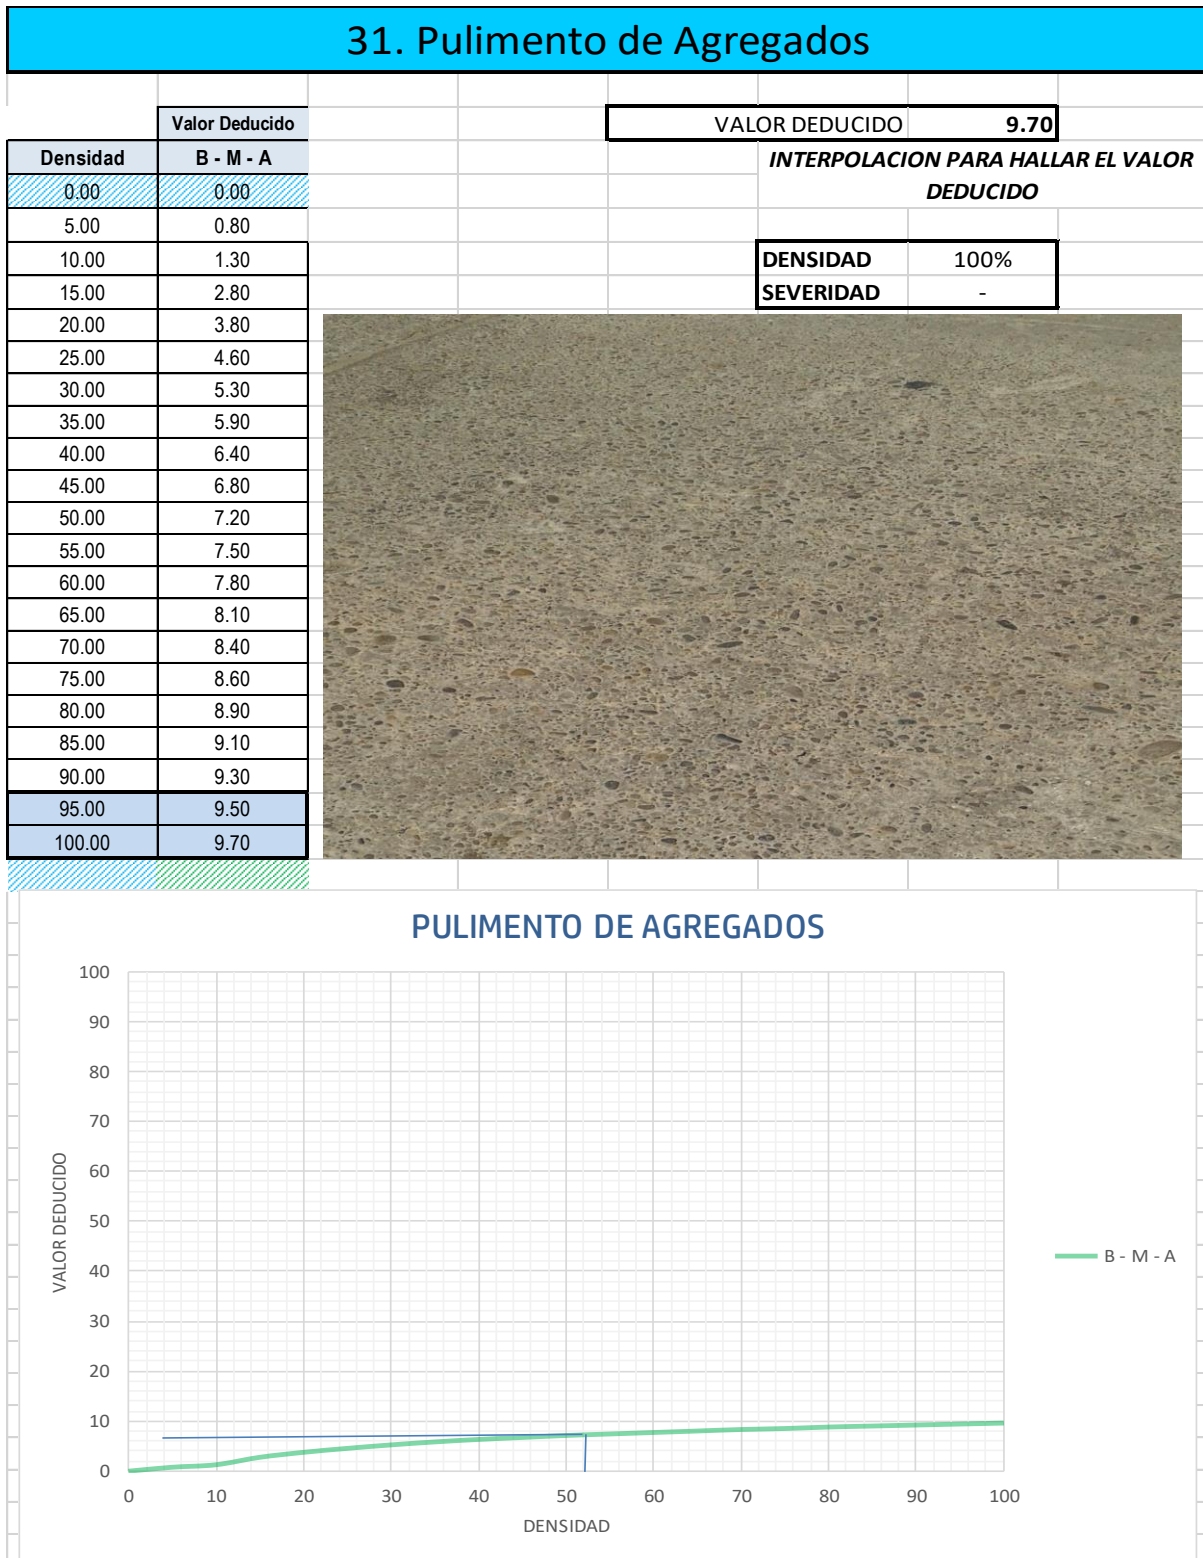 31. Pulimento de Agregados
Valor Deducido
VALOR DEDUCIDO 9.70
Densidad B - M - A
INTERPOLACION PARA HALLAR EL VALOR
DEDUCIDO
0.00 0.00
5.00 0.80
10.00 1.30
DENSIDAD 100%
15.00 2.80
SEVERIDAD -
20.00 3.80
25.00 4.60
30.00 5.30
35.00 5.90
40.00 6.40
45.00 6.80
50.00 7.20
55.00 7.50
60.00 7.80
65.00 8.10
70.00 8.40
75.00 8.60
80.00 8.90
85.00 9.10
90.00 9.30
95.00 9.50
100.00 9.70
PULIMENTO DE AGREGADOS
100
90
80
70
60
50
40
30
20
10
0
VALOR DEDUCIDO
0 10 20 30 40 50 60 70 80 90 100
DENSIDAD
B - M - A